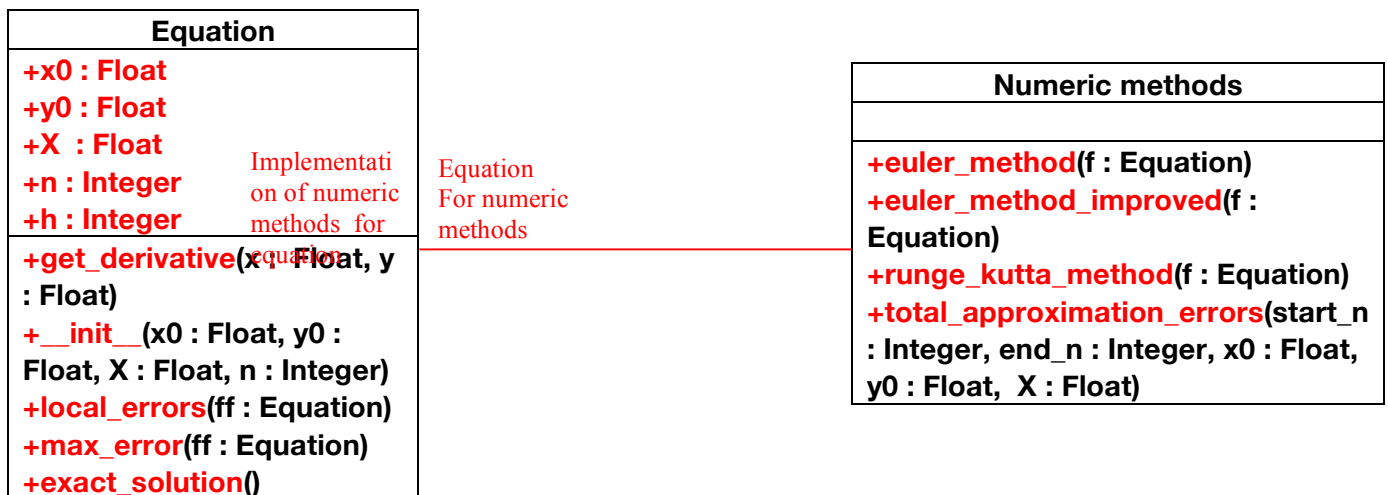 Equation
+x0 : Float
+y0 : Float
+X : Float
+n : Integer
+h : Integer
+get_derivative(x : Float, y
: Float)
+__init__(x0 : Float, y0 :
Float, X : Float, n : Integer)
+local_errors(ff : Equation)
+max_error(ff : Equation)
+exact_solution()
Implementati
on of numeric
methods for
equation
Equation
For numeric
methods
Numeric methods
+euler_method(f : Equation)
+euler_method_improved(f :
Equation)
+runge_kutta_method(f : Equation)
+total_approximation_errors(start_n
: Integer, end_n : Integer, x0 : Float,
y0 : Float, X : Float)